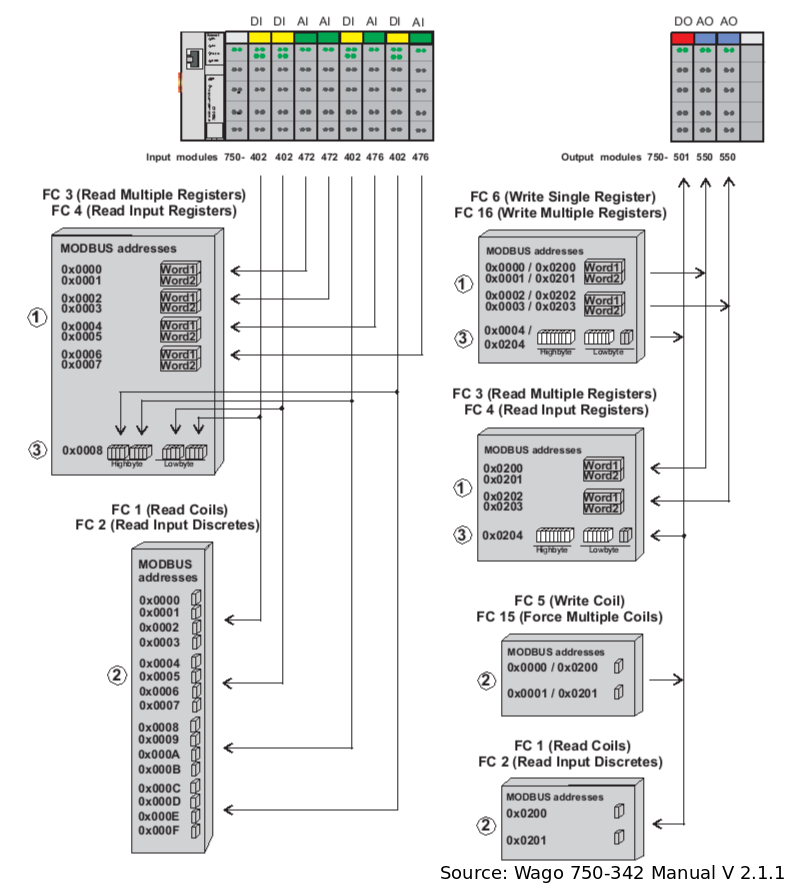 DI DI AI AI DI AI DI AI
DO AO AO
Input modules 750- 402 402 472 472 402 476 402 476
Output modules 750- 501 550 550
FC 3 (Read Multiple Registers)
FC 4 (Read Input Registers)
MODBUS addresses
0x0000 Word1
0x0001 Word2
0x0002 Word1
0x0003 Word2
1
0x0004 Word1
0x0005 Word2
0x0006 Word1
0x0007 Word2
3 0x0008
Highbyte Lowbyte
FC 1 (Read Coils)
FC 2 (Read Input Discretes)
MODBUS
addresses
0x0000
0x0001
0x0002
0x0003
0x0004
2 0x0005
0x0006
0x0007
0x0008
0x0009
0x000A
0x000B
0x000C
0x000D
0x000E
0x000F
FC 6 (Write Single Register)
FC 16 (Write Multiple Registers)
MODBUS addresses
0x0000 / 0x0200 Word1
1 0x0001 / 0x0201 Word2
0x0002 / 0x0202 Word1
0x0003 / 0x0203 Word2
3 0x0004 /
0x0204
Highbyte Lowbyte
FC 3 (Read Multiple Registers)
FC 4 (Read Input Registers)
MODBUS addresses
0x0200 Word1
0x0201 Word2
1
0x0202 Word1
0x0203 Word2
3 0x0204
Highbyte Lowbyte
FC 5 (Write Coil)
FC 15 (Force Multiple Coils)
MODBUS addresses
0x0000 / 0x0200
2
0x0001 / 0x0201
FC 1 (Read Coils)
FC 2 (Read Input Discretes)
MODBUS addresses
0x0200
2
0x0201
Source: Wago 750-342 Manual V 2.1.1